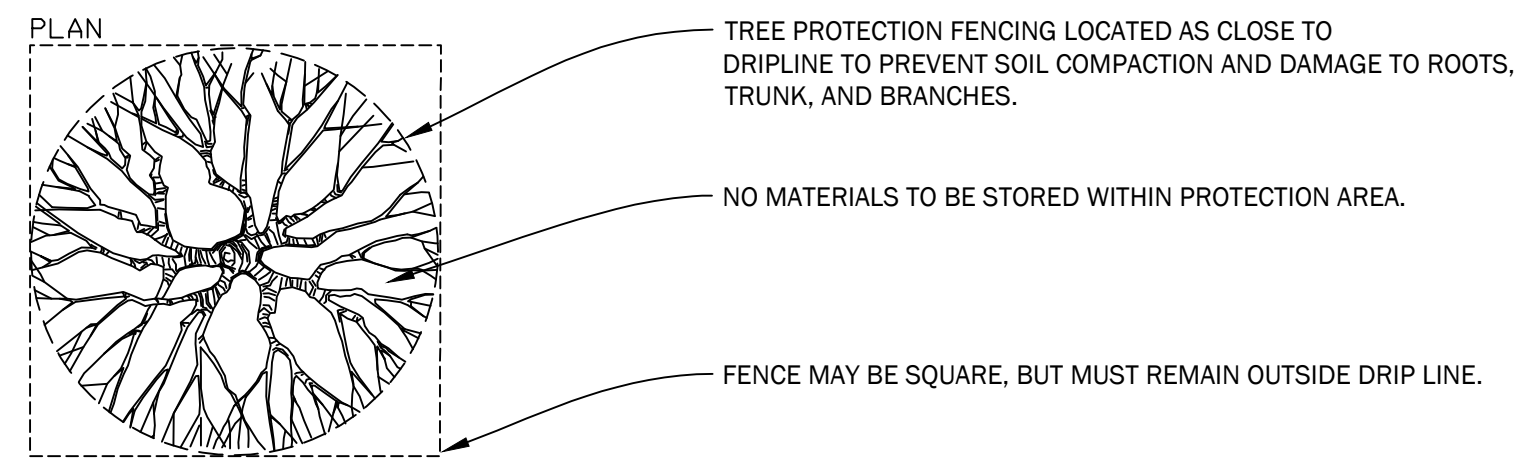 PLAN
TREE PROTECTION FENCING LOCATED AS CLOSE TO
DRIPLINE TO PREVENT SOIL COMPACTION AND DAMAGE TO ROOTS,
TRUNK, AND BRANCHES.
NO MATERIALS TO BE STORED WITHIN PROTECTION AREA.
FENCE MAY BE SQUARE, BUT MUST REMAIN OUTSIDE DRIP LINE.